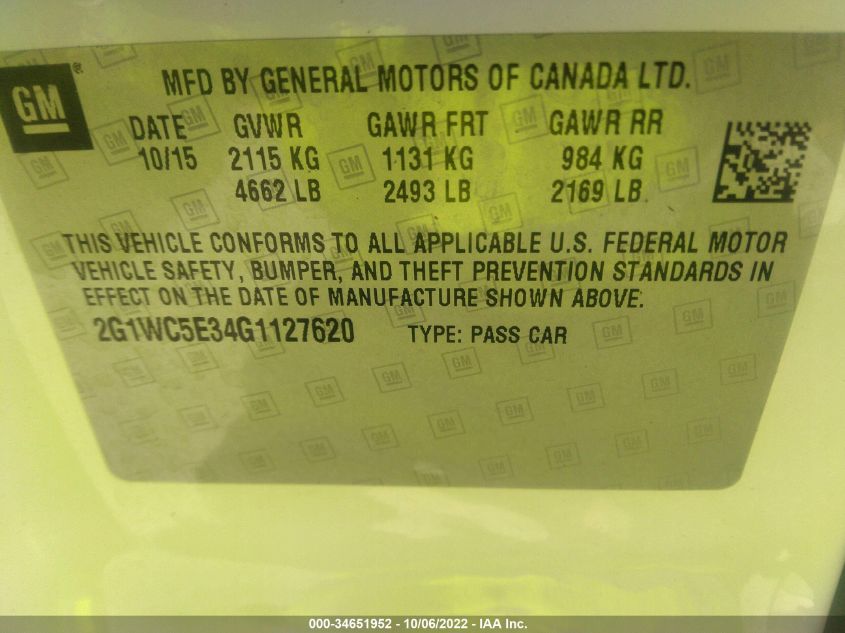 GM ® MFD BY GENERAL MOTORS OF CANADA LTD.
DATE GVWR GAWR FRT GAWR RR
10/15 2115 KG 1131 KG 984 KG
4662 LB 2493 LB 2169 LB
THIS VEHICLE CONFORMS TO ALL APPLICABLE U.S. FEDERAL MOTOR
VEHICLE SAFETY, BUMPER, AND THEFT PREVENTION STANDARDS IN
EFFECT ON THE DATE OF MANUFACTURE SHOWN ABOVE.
2G1WC5E34G1127620 TYPE: PASS CAR
000-34651952 - 10/06/2022 - IAA Inc.